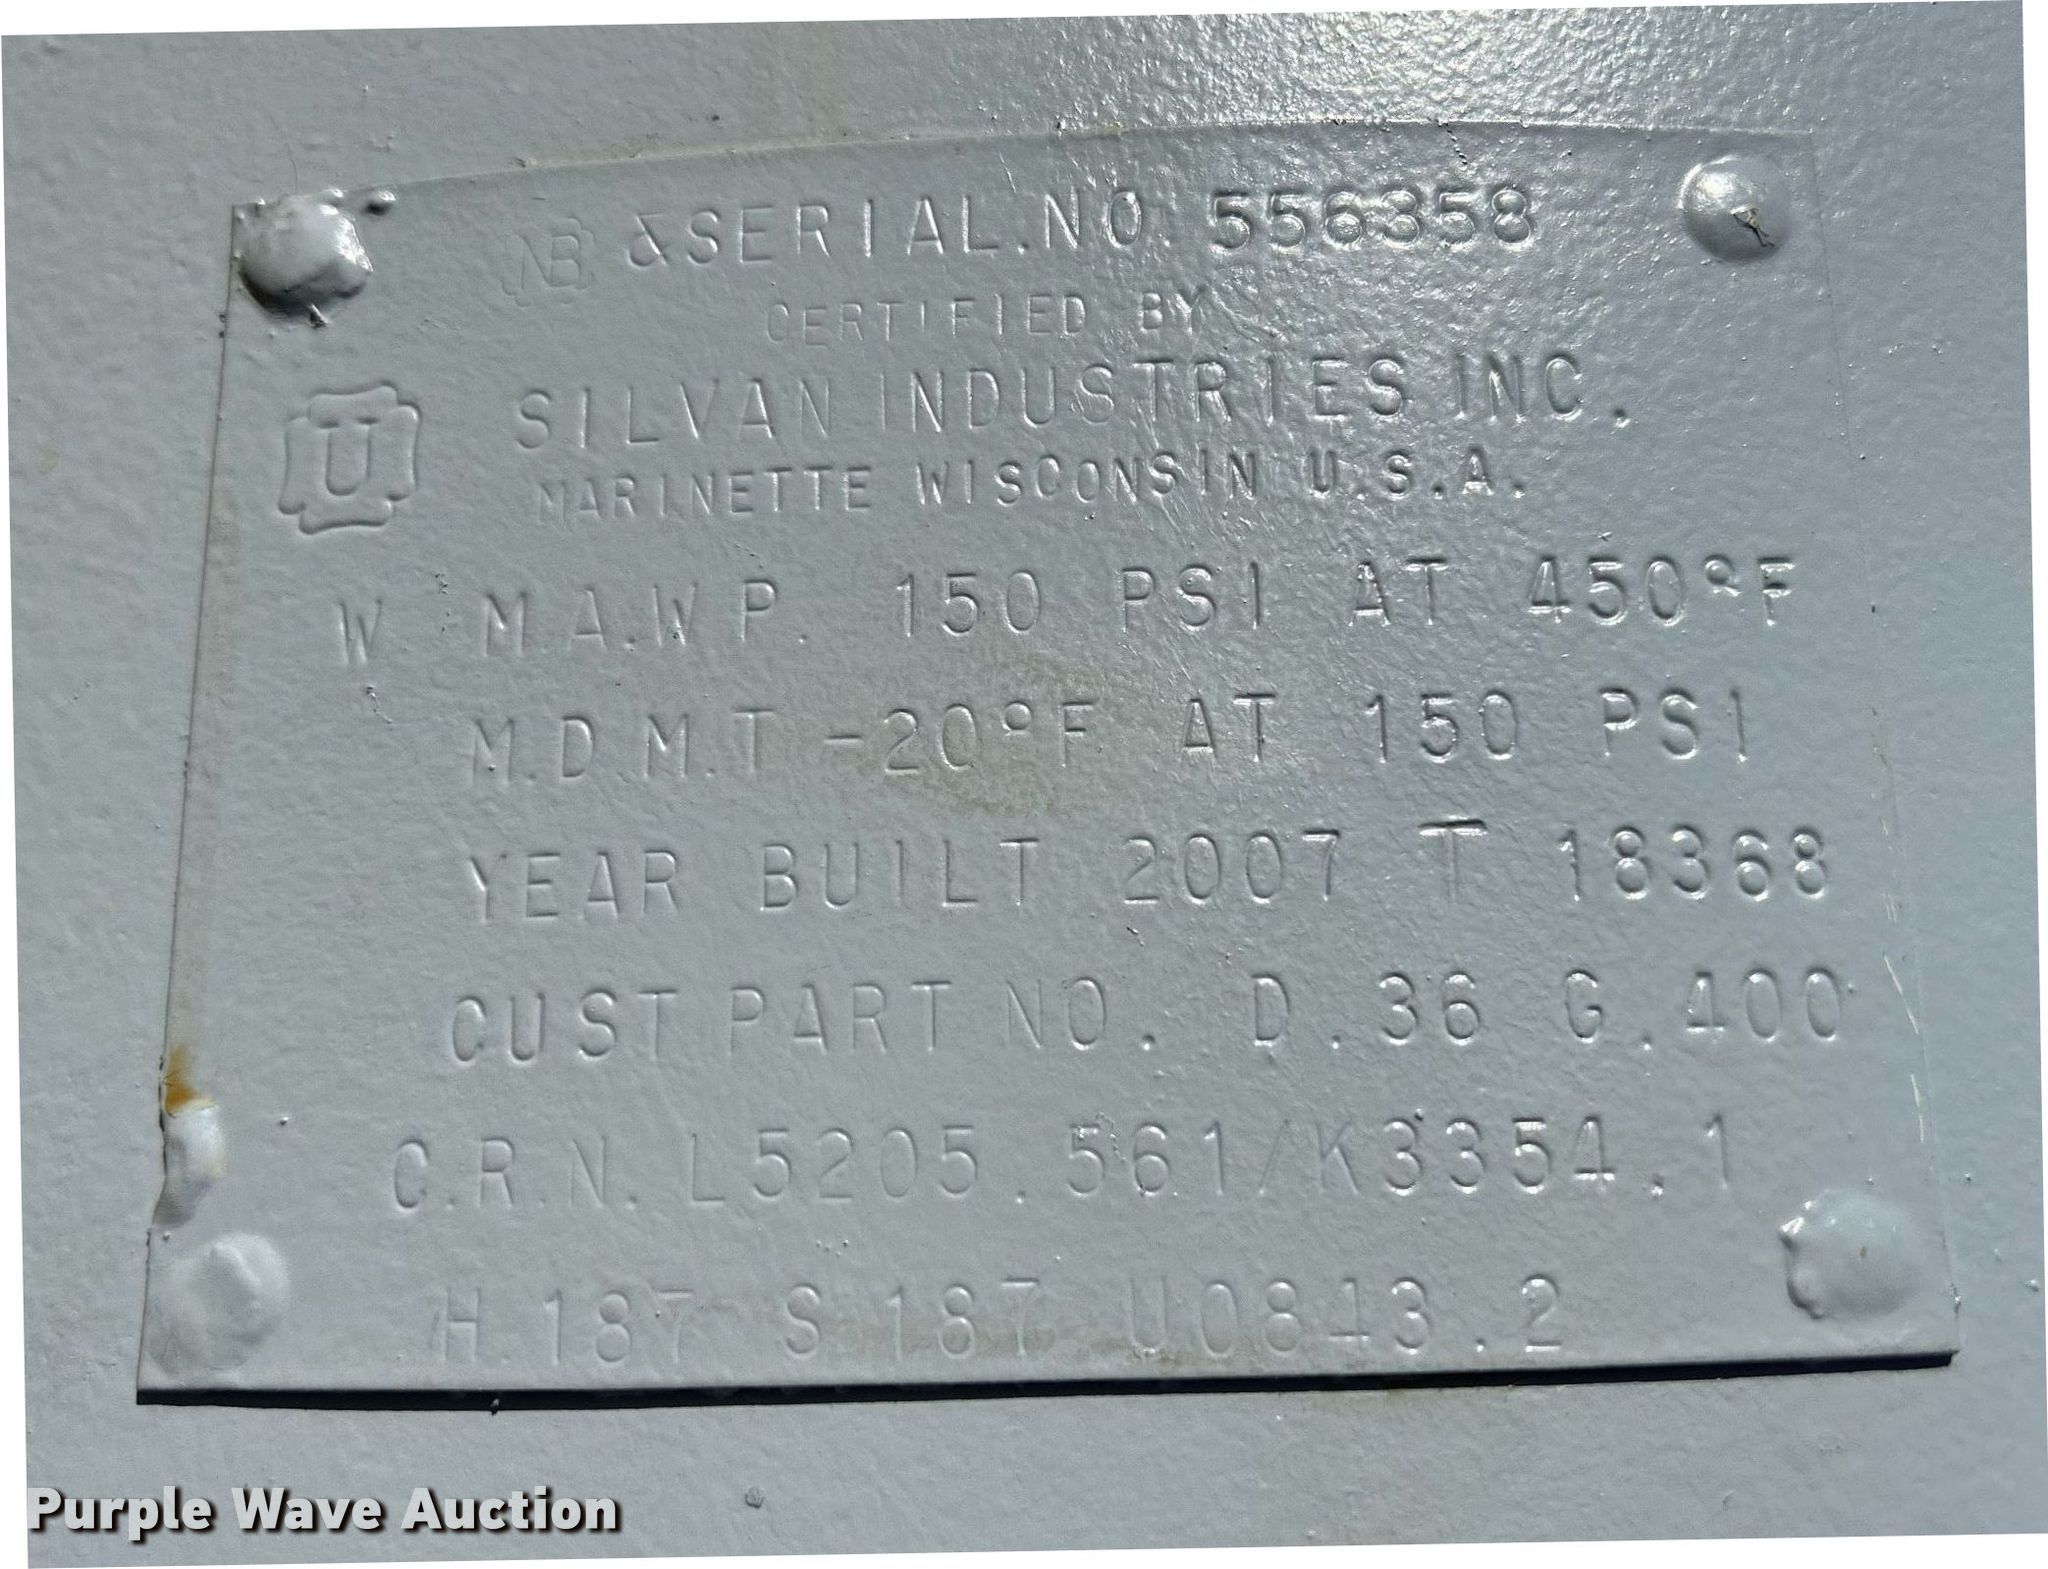 NB & SERIAL.NO. 556358
CERTIFIED BY
SILVAN INDUSTRIES INC.
U
MARINETTE WISCONSIN U.S.A.
W M.A.W.P. 150 PSI AT 450°F
M.D.M.T -20°F AT 150 PSI
YEAR BUILT 2007 T 18368
CUST PART NO. D.36 G.400
C.R.N. L5205.561/K3354.1
H.187 S.187 U0843.2
Purple Wave Auction